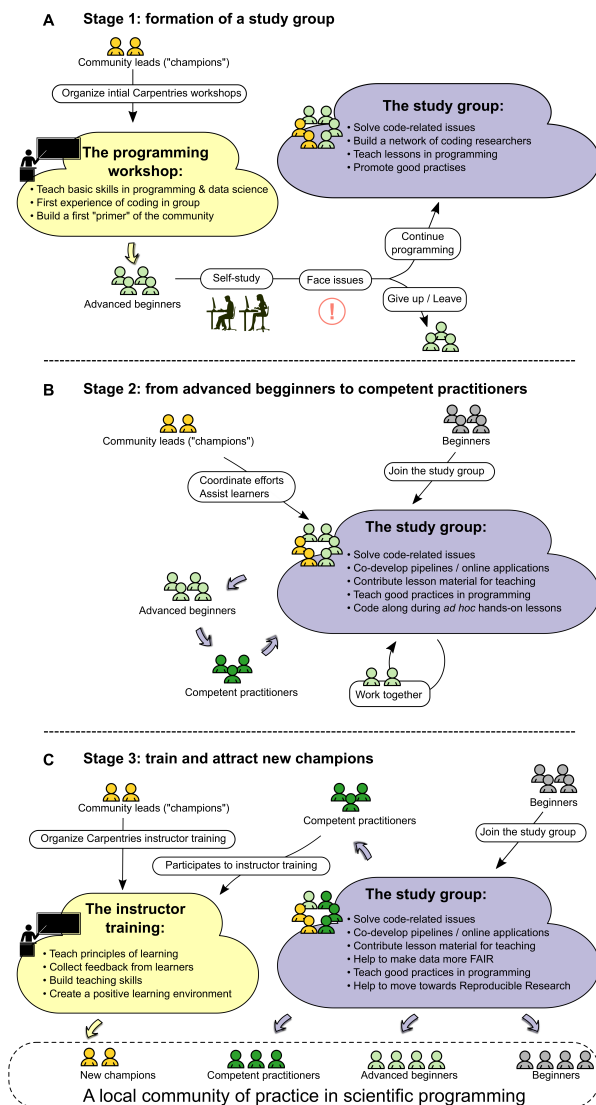 A Stage 1: formation of a study group
Community leads ("champions")
Organize intial Carpentries workshops
The programming
workshop:
• Teach basic skills in programming & data science
• First experience of coding in group
• Build a first "primer" of the community
The study group:
• Solve code-related issues
• Build a network of coding researchers
• Teach lessons in programming
• Promote good practises
Advanced beginners
Self-study
Face issues
!
Continue
programming
Give up / Leave
B Stage 2: from advanced begginners to competent practitioners
Community leads ("champions")
Beginners
Coordinate efforts
Assist learners
Join the study group
The study group:
• Solve code-related issues
• Co-develop pipelines / online applications
• Contribute lesson material for teaching
• Teach good practices in programming
• Code along during ad hoc hands-on lessons
Advanced beginners
Competent practitioners
Work together
C Stage 3: train and attract new champions
Community leads ("champions")
Competent practitioners
Beginners
Organize Carpentries instructor training
Participates to instructor training
Join the study group
The instructor
training:
• Teach principles of learning
• Collect feedback from learners
• Build teaching skills
• Create a positive learning environment
The study group:
• Solve code-related issues
• Co-develop pipelines / online applications
• Contribute lesson material for teaching
• Help to make data more FAIR
• Teach good practices in programming
• Help to move towards Reproducible Research
New champions
Competent practitioners
Advanced beginners
Beginners
A local community of practice in scientific programming